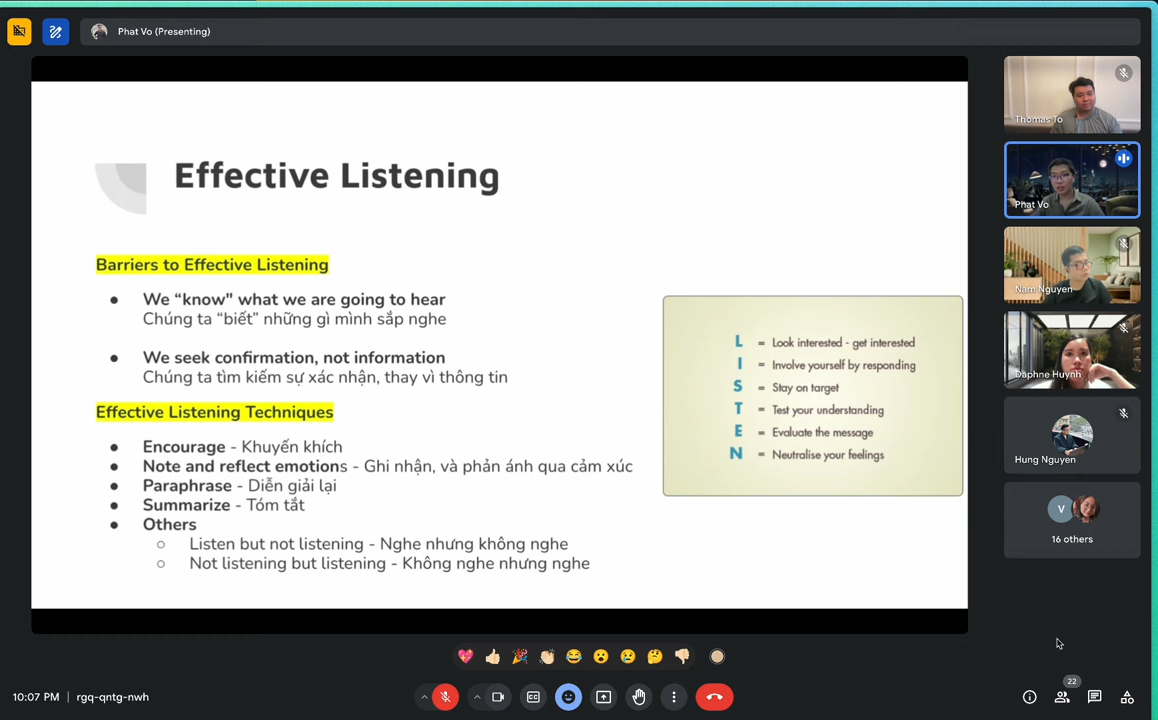 Phat Vo (Presenting)
Effective Listening
Barriers to Effective Listening
● We “know" what we are going to hear
Chúng ta “biết” những gì mình sắp nghe
● We seek confirmation, not information
Chúng ta tìm kiếm sự xác nhận, thay vì thông tin
Effective Listening Techniques
● Encourage - Khuyến khích
● Note and reflect emotions - Ghi nhận, và phản ánh qua cảm xúc
● Paraphrase - Diễn giải lại
● Summarize - Tóm tắt
● Others
○ Listen but not listening - Nghe nhưng không nghe
○ Not listening but listening - Không nghe nhưng nghe
L = Look interested - get interested
I = Involve yourself by responding
S = Stay on target
T = Test your understanding
E = Evaluate the message
N = Neutralise your feelings
Thomas To
Phat Vo
Nam Nguyen
Daphne Huynh
Hung Nguyen
V
16 others
10:07 PM | rgq-qntg-nwh
22